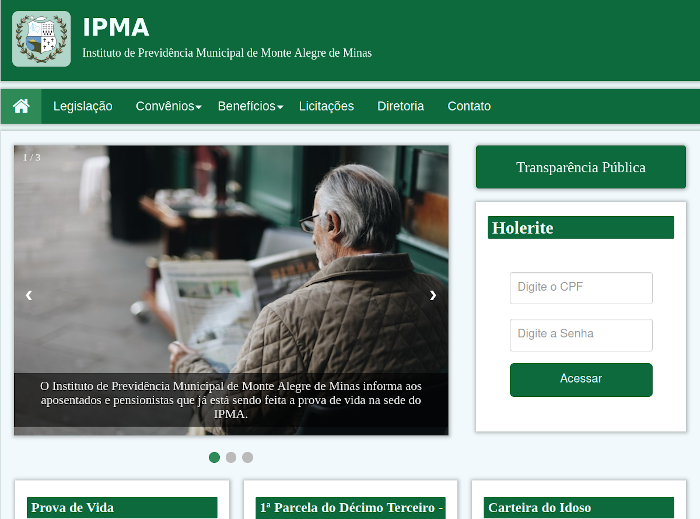 IPMA
Instituto de Previdência Municipal de Monte Alegre de Minas
Legislação Convênios Benefícios Licitações Diretoria Contato
1 / 3
O Instituto de Previdência Municipal de Monte Alegre de Minas informa aos
aposentados e pensionistas que já está sendo feita a prova de vida na sede do
IPMA.
Transparência Pública
Holerite
Digite o CPF
Digite a Senha
Acessar
Prova de Vida
1ª Parcela do Décimo Terceiro -
Carteira do Idoso